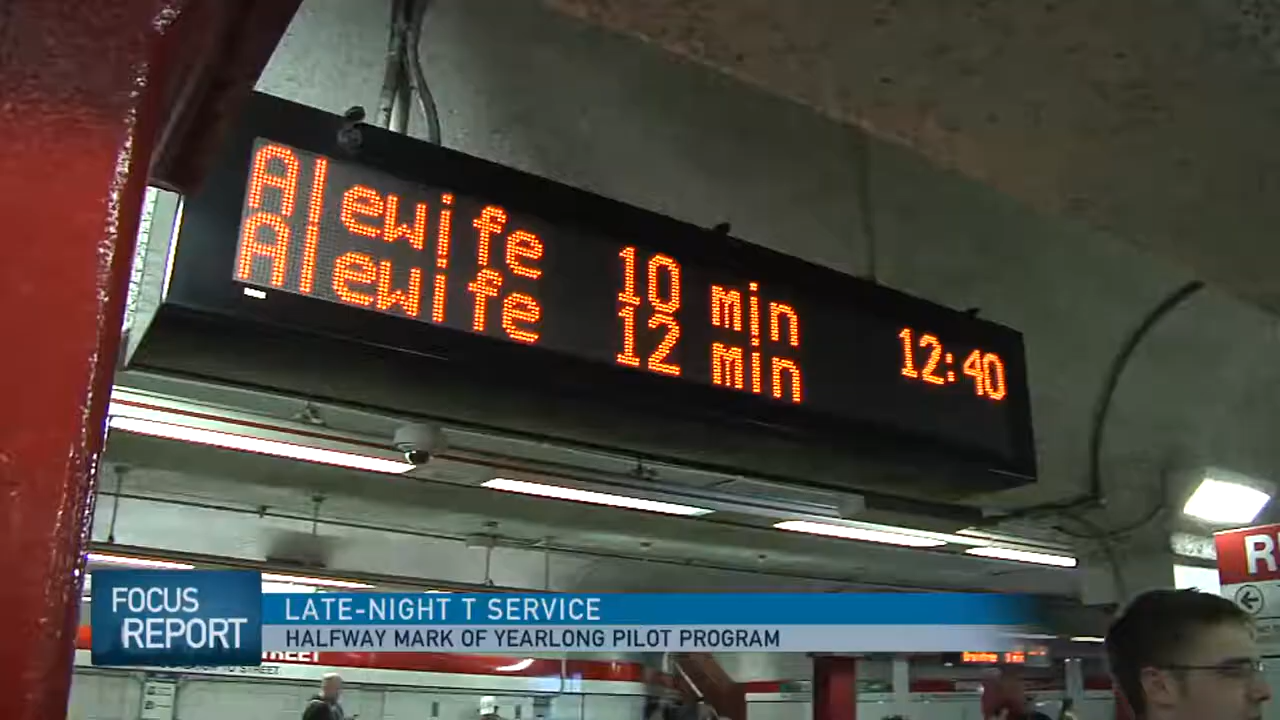 Alewife 10 min
Alewife 12 min 12:40
FOCUS REPORT
LATE-NIGHT T SERVICE
HALFWAY MARK OF YEARLONG PILOT PROGRAM